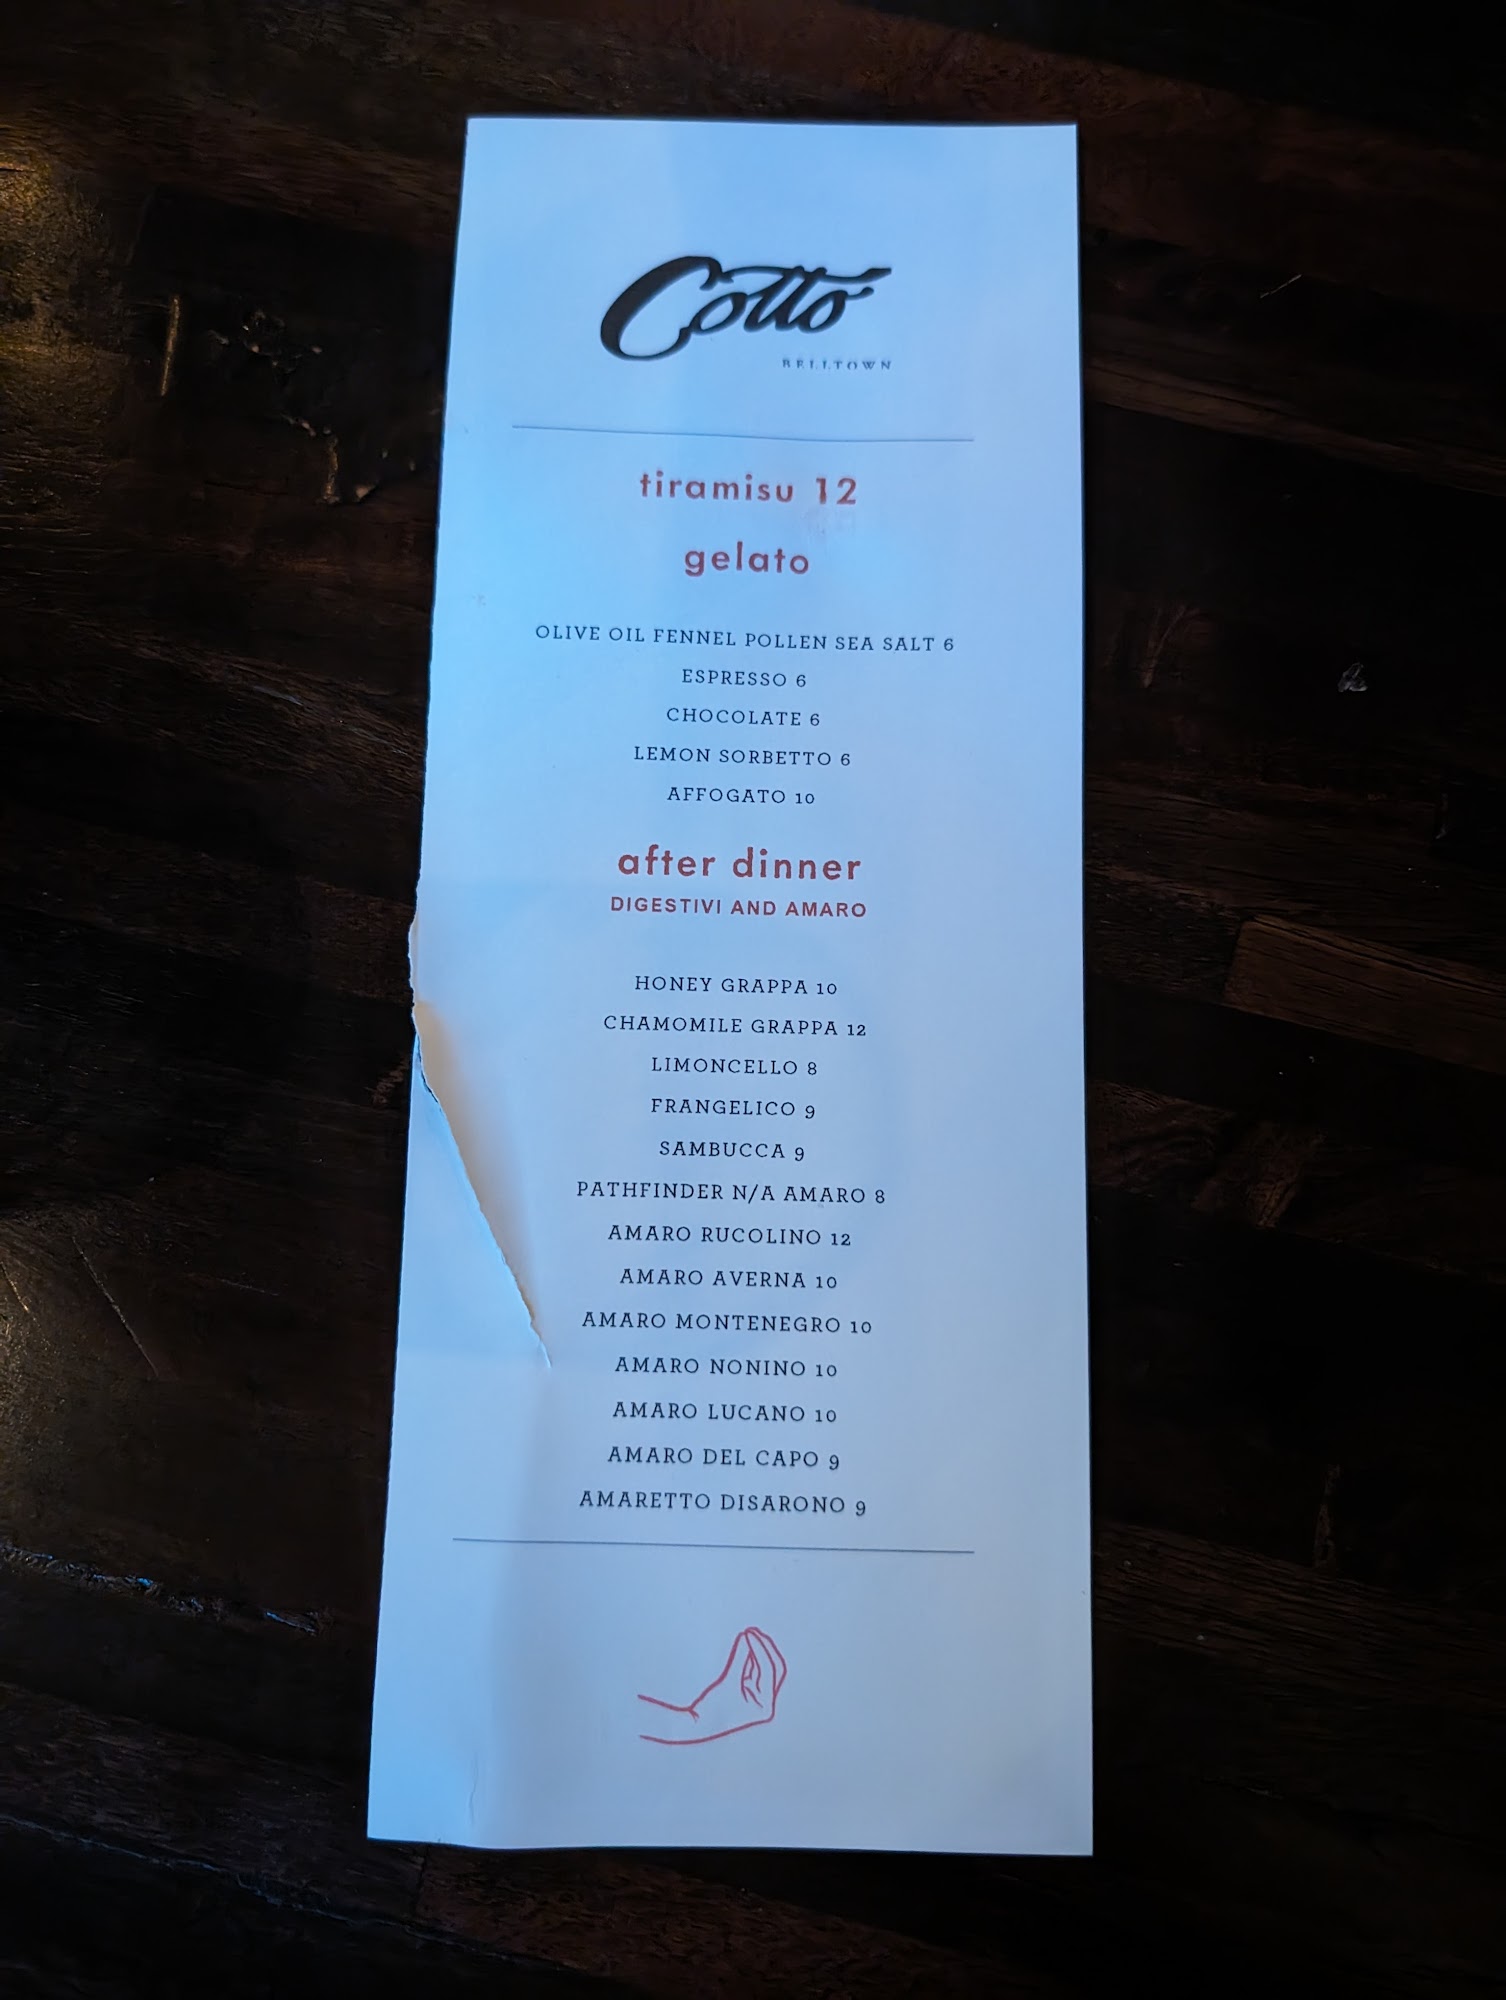 Cotto
BELLTOWN
tiramisu 12
gelato
OLIVE OIL FENNEL POLLEN SEA SALT 6
ESPRESSO 6
CHOCOLATE 6
LEMON SORBETTO 6
AFFOGATO 10
after dinner
DIGESTIVI AND AMARO
HONEY GRAPPA 10
CHAMOMILE GRAPPA 12
LIMONCELLO 8
FRANGELICO 9
SAMBUCCA 9
PATHFINDER N/A AMARO 8
AMARO RUCOLINO 12
AMARO AVERNA 10
AMARO MONTENEGRO 10
AMARO NONINO 10
AMARO LUCANO 10
AMARO DEL CAPO 9
AMARETTO DISARONO 9